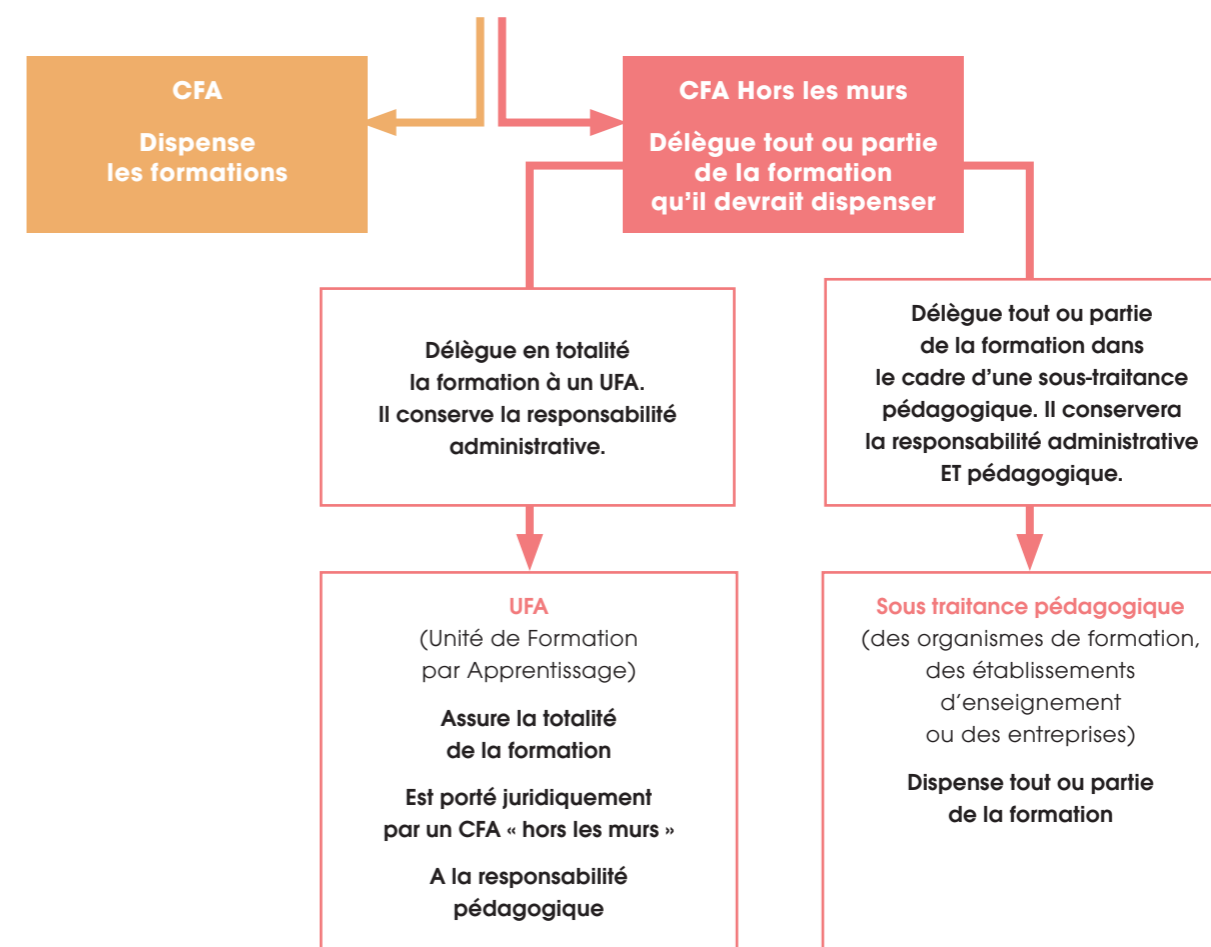 CFA
Dispense
les formations
CFA Hors les murs
Délègue tout ou partie
de la formation
qu'il devrait dispenser
Délègue en totalité
la formation à un UFA.
Il conserve la responsabilité
administrative.
Délègue tout ou partie
de la formation dans
le cadre d'une sous-traitance
pédagogique. Il conservera
la responsabilité administrative
ET pédagogique.
UFA
(Unité de Formation
par Apprentissage)
Assure la totalité
de la formation
Est porté juridiquement
par un CFA « hors les murs »
A la responsabilité
pédagogique
Sous traitance pédagogique
(des organismes de formation,
des établissements
d'enseignement
ou des entreprises)
Dispense tout ou partie
de la formation